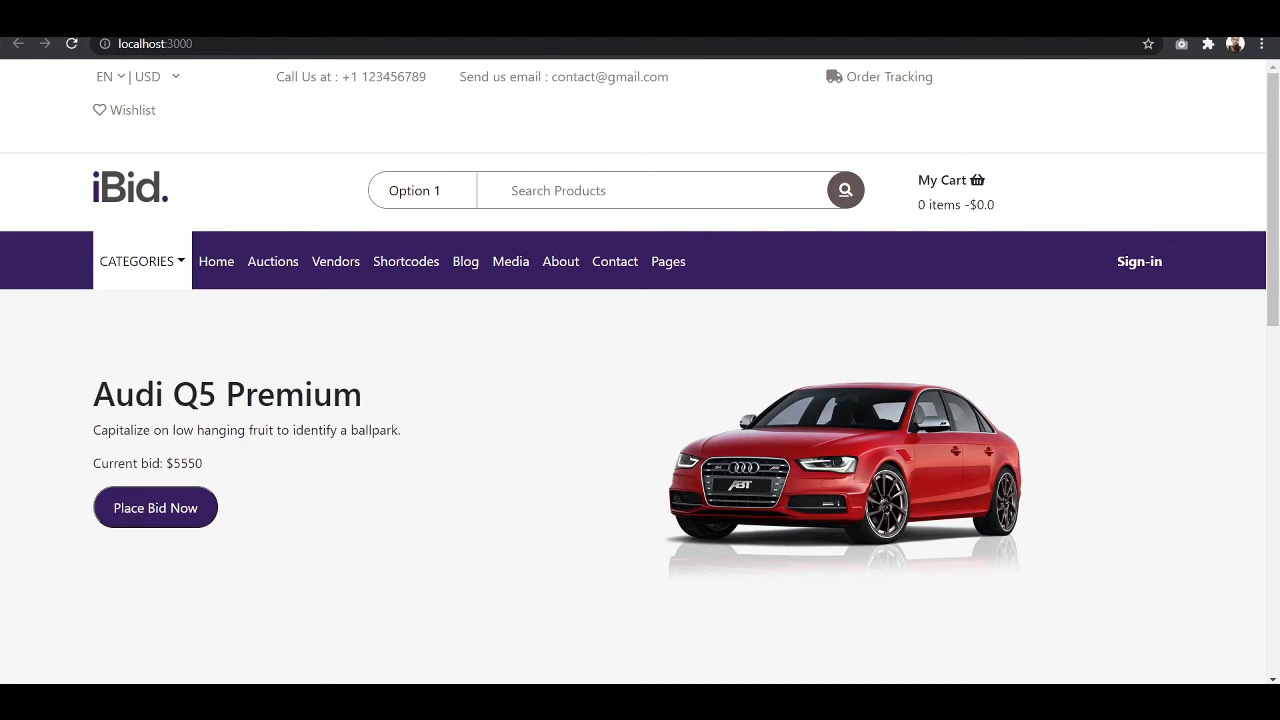 localhost:3000
EN | USD Call Us at : +1 123456789 Send us email : contact@gmail.com Order Tracking
Wishlist
iBid. Option 1 Search Products My Cart
0 items -$0.0
CATEGORIES Home Auctions Vendors Shortcodes Blog Media About Contact Pages Sign-in
Audi Q5 Premium
Capitalize on low hanging fruit to identify a ballpark.
Current bid: $5550
Place Bid Now
ABT